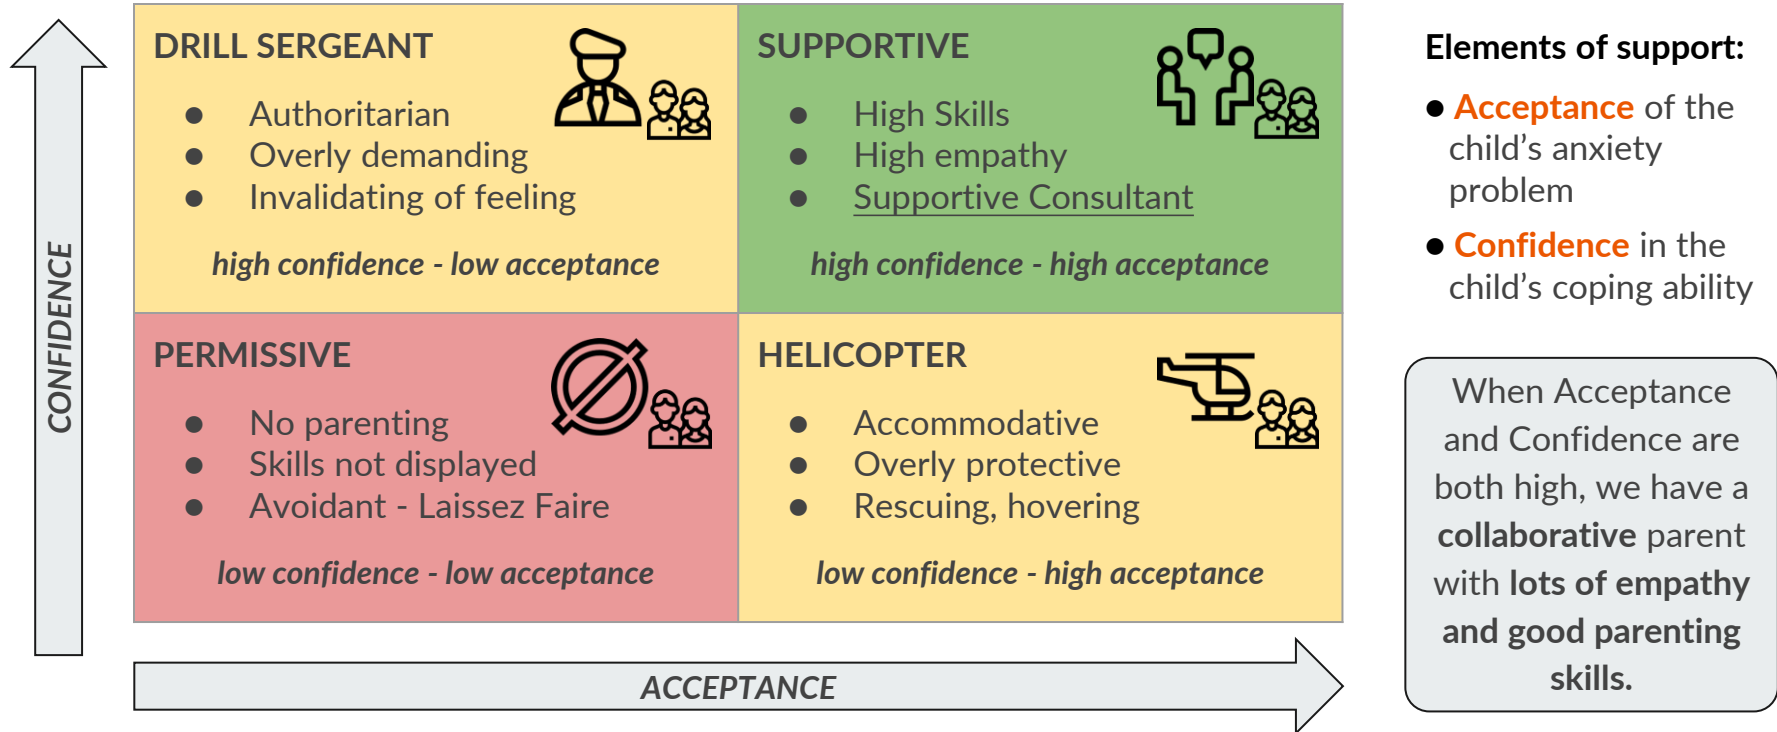 CONFIDENCE
DRILL SERGEANT
● Authoritarian
● Overly demanding
● Invalidating of feeling
high confidence - low acceptance
SUPPORTIVE
● High Skills
● High empathy
● Supportive Consultant
high confidence - high acceptance
PERMISSIVE
● No parenting
● Skills not displayed
● Avoidant - Laissez Faire
low confidence - low acceptance
HELICOPTER
● Accommodative
● Overly protective
● Rescuing, hovering
low confidence - high acceptance
ACCEPTANCE
Elements of support:
● Acceptance of the
child’s anxiety
problem
● Confidence in the
child’s coping ability
When Acceptance
and Confidence are
both high, we have a
collaborative parent
with lots of empathy
and good parenting
skills.